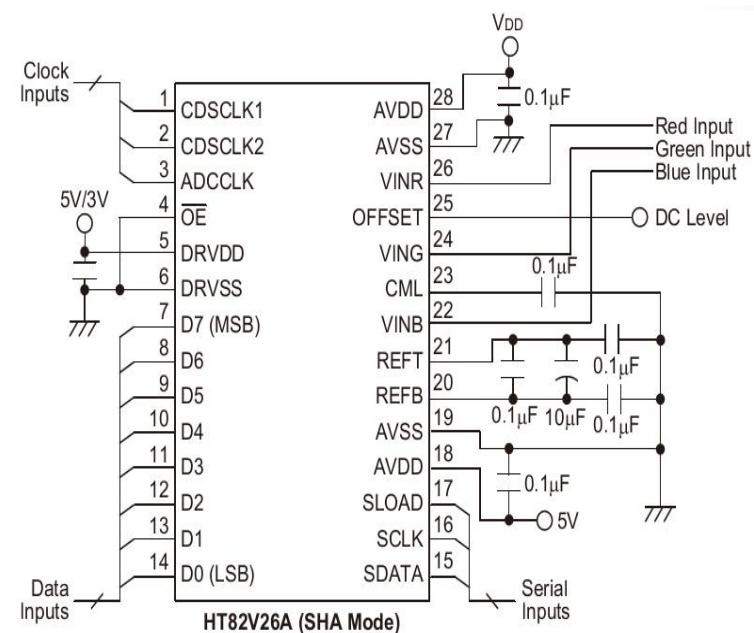 VDD
Clock
Inputs
1
CDSCLK1
2
CDSCLK2
3
ADCCLK
4
OE
5V/3V
5
DRVDD
6
DRVSS
7
D7 (MSB)
8
D6
9
D5
10
D4
11
D3
12
D2
13
D1
14
D0 (LSB)
Data
Inputs
AVDD
28
0.1μF
AVSS
27
VINR
26
Red Input
Green Input
Blue Input
OFFSET
25
DC Level
VING
24
CML
23
0.1μF
VINB
22
REFT
21
0.1μF
REFB
20
0.1μF
10μF
0.1μF
AVSS
19
AVDD
18
0.1μF
5V
SLOAD
17
SCLK
16
SDATA
15
Serial
Inputs
HT82V26A (SHA Mode)